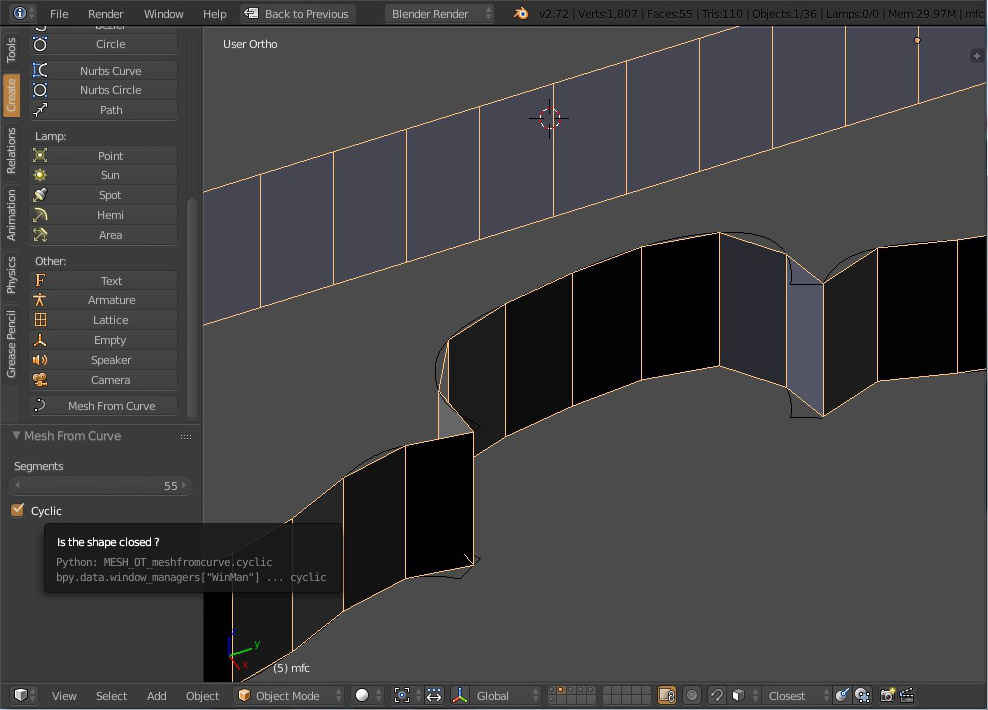 File Render Window Help Back to Previous Blender Render v2.72 | Verts:1,807 | Faces:55 | Tris:110 | Objects:1/36 | Lamps:0/0 | Mem:29.97M | mfc
Tools
Create
Relations
Animation
Physics
Grease Pencil
Bezier
Circle
Nurbs Curve
Nurbs Circle
Path
Lamp:
Point
Sun
Spot
Hemi
Area
Other:
Text
Armature
Lattice
Empty
Speaker
Camera
Mesh From Curve
Mesh From Curve
Segments
55
Cyclic
Is the shape closed ?
Python: MESH_OT_meshfromcurve.cyclic
bpy.data.window_managers["WinMan"] ... cyclic
User Ortho
z
y
x
(5) mfc
View Select Add Object Object Mode Global Closest